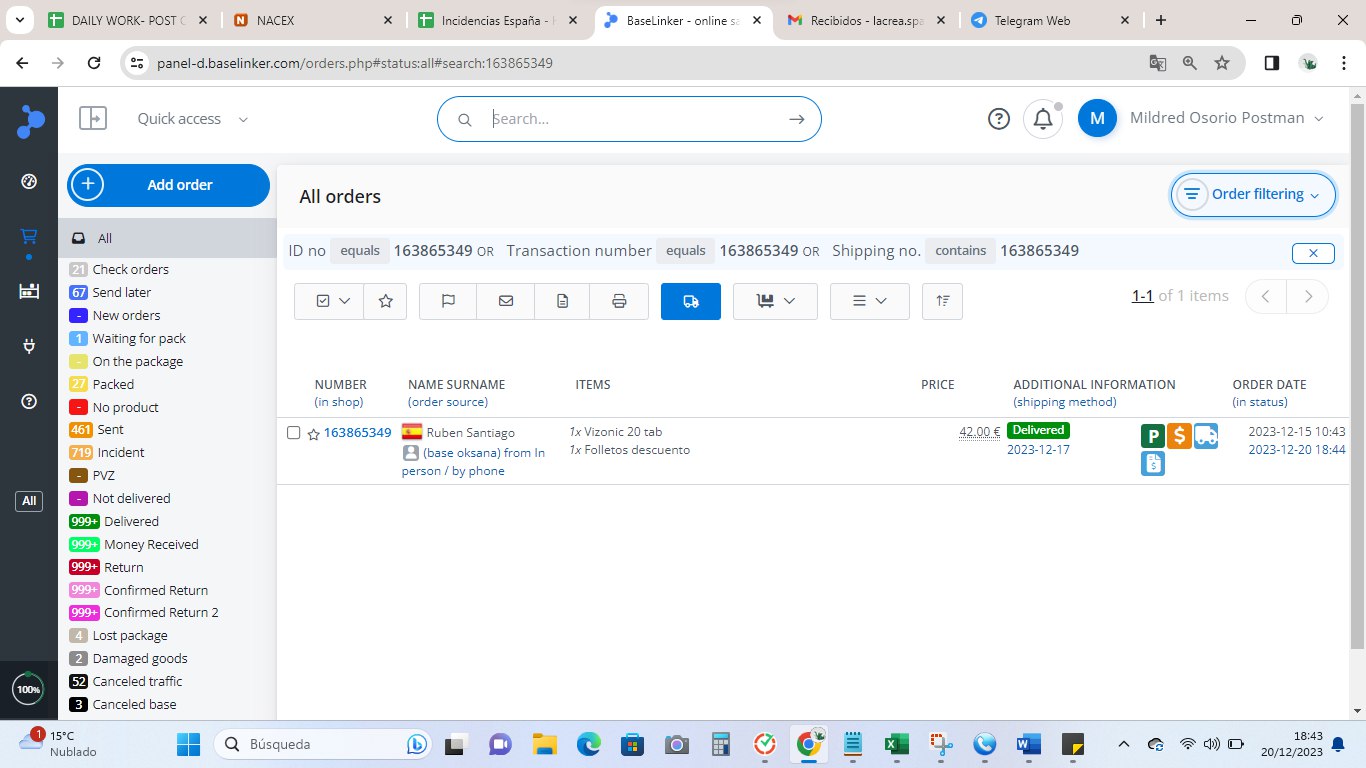 DAILY WORK- POST C
NACEX
Incidencias España -
BaseLinker - online sa
Recibidos - lacrea.spa
Telegram Web
panel-d.baselinker.com/orders.php#status:all#search:163865349
Quick access
Search...
M
Mildred Osorio Postman
Add order
All orders
Order filtering
All
ID no equals 163865349 OR Transaction number equals 163865349 OR Shipping no. contains 163865349
21 Check orders
67 Send later
- New orders
1 Waiting for pack
- On the package
27 Packed
- No product
461 Sent
719 Incident
- PVZ
- Not delivered
999+ Delivered
999+ Money Received
999+ Return
999+ Confirmed Return
999+ Confirmed Return 2
4 Lost package
2 Damaged goods
52 Canceled traffic
3 Canceled base
All
100%
1-1 of 1 items
NUMBER NAME SURNAME ITEMS PRICE ADDITIONAL INFORMATION ORDER DATE
(in shop) (order source) (shipping method) (in status)
163865349 Ruben Santiago 1x Vizonic 20 tab 42.00 € Delivered P $ 2023-12-15 10:43
(base oksana) from In 1x Folletos descuento 2023-12-17 2023-12-20 18:44
person / by phone
1
15°C
Nublado
Búsqueda
18:43
20/12/2023